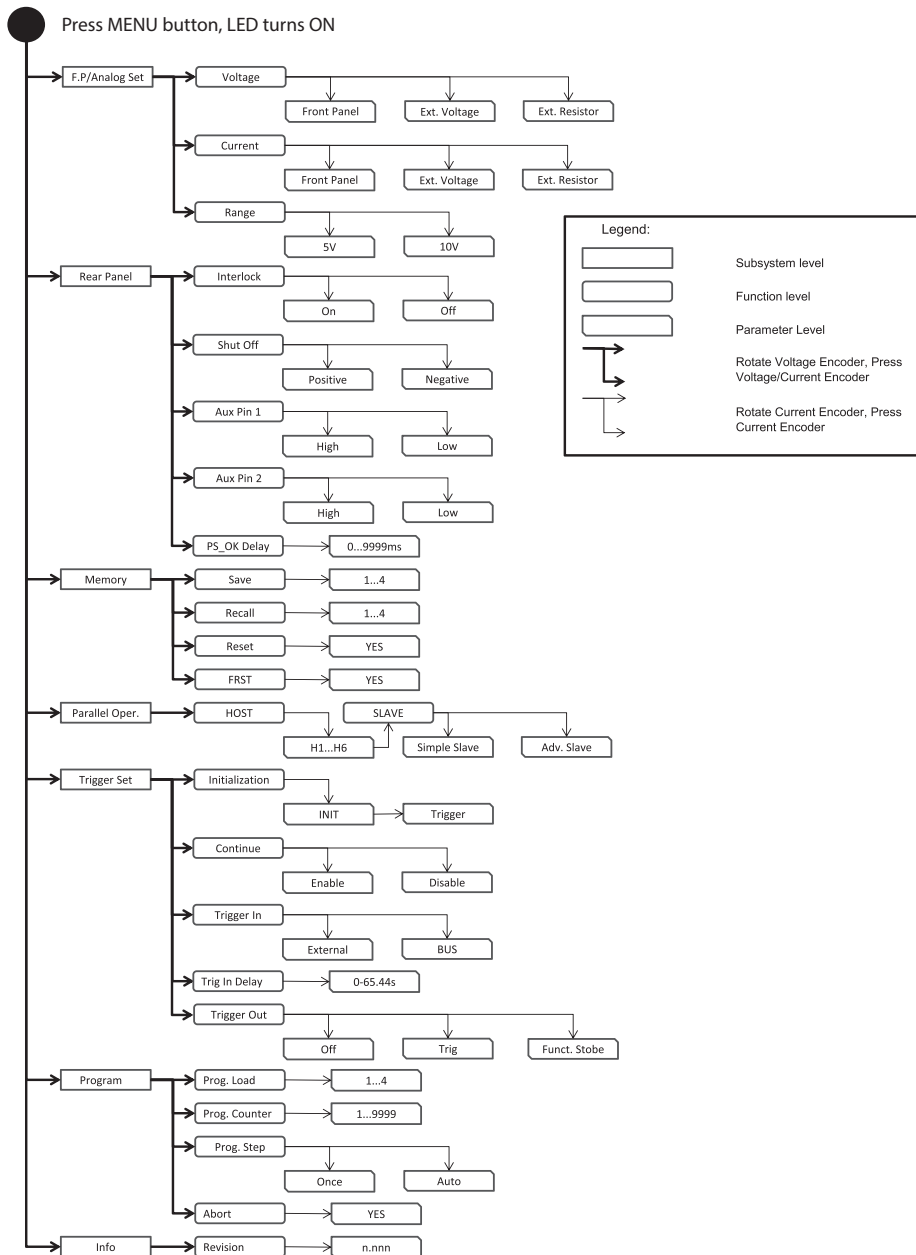 Press MENU button, LED turns ON
F.P/Analog Set
Voltage
Front Panel
Ext. Voltage
Ext. Resistor
Current
Front Panel
Ext. Voltage
Ext. Resistor
Range
5V
10V
Legend:
Subsystem level
Function level
Parameter Level
Rotate Voltage Encoder, Press
Voltage/Current Encoder
Rotate Current Encoder, Press
Current Encoder
Rear Panel
Interlock
On
Off
Shut Off
Positive
Negative
Aux Pin 1
High
Low
Aux Pin 2
High
Low
PS_OK Delay
0...9999ms
Memory
Save
1...4
Recall
1...4
Reset
YES
FRST
YES
Parallel Oper.
HOST
SLAVE
H1...H6
Simple Slave
Adv. Slave
Trigger Set
Initialization
INIT
Trigger
Continue
Enable
Disable
Trigger In
External
BUS
Trig In Delay
0-65.44s
Trigger Out
Off
Trig
Funct. Stobe
Program
Prog. Load
1...4
Prog. Counter
1...9999
Prog. Step
Once
Auto
Abort
YES
Info
Revision
n.nnn